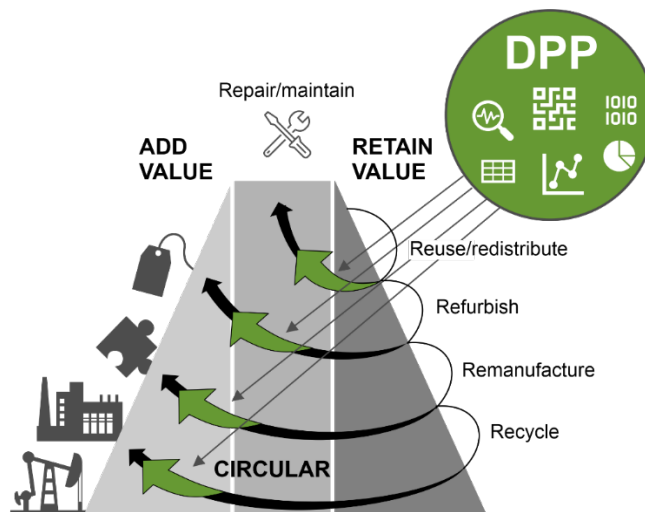 DPP
1010
1010
Repair/maintain
ADD
VALUE
RETAIN
VALUE
Reuse/redistribute
Refurbish
Remanufacture
Recycle
CIRCULAR